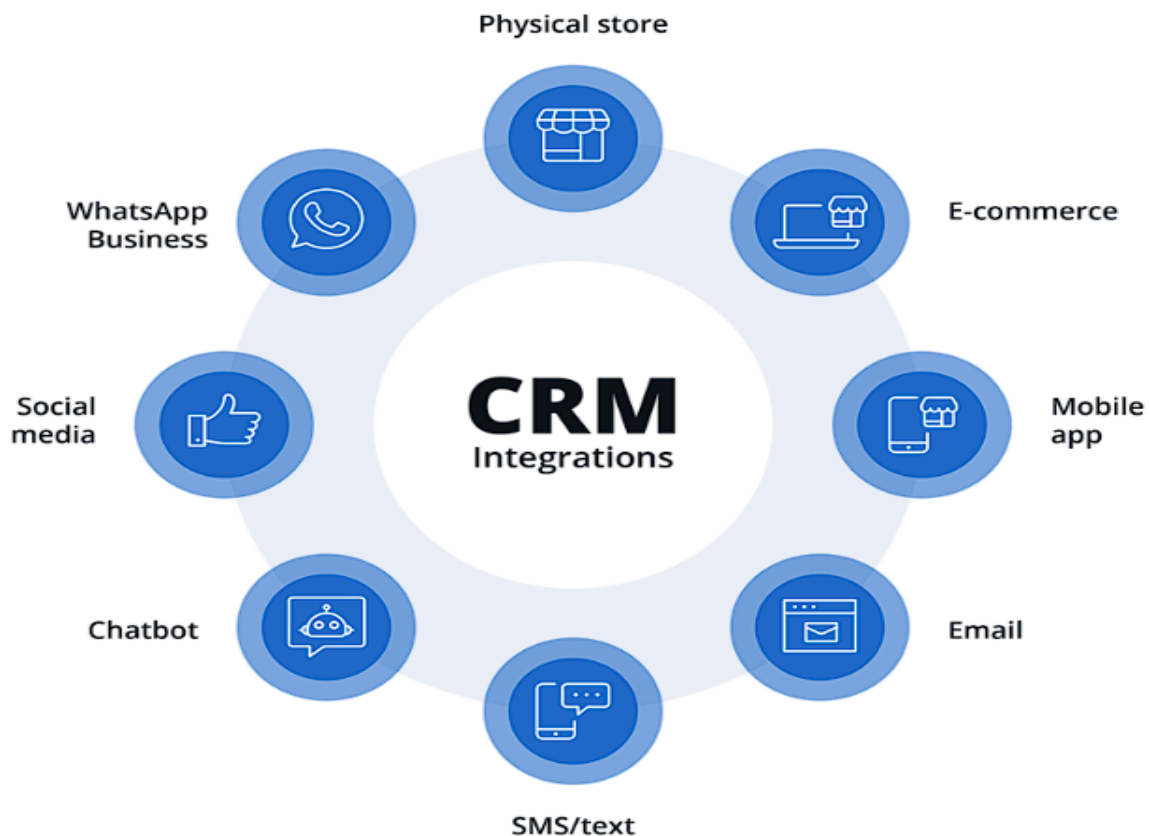 Physical store
WhatsApp
Business
E-commerce
Social
media
CRM
Integrations
Mobile
app
Chatbot
Email
SMS/text